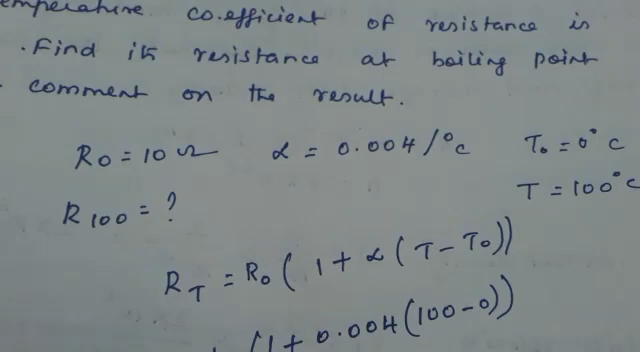 temperature co.efficient of resistance is
. Find its resistance at boiling point
comment on the result.
R0 = 10 Ω α = 0.004/°c T0 = 0°c
R100 = ? T = 100°c
RT = R0 ( 1 + α ( T - T0 ))
(1 + 0.004 (100 - 0))